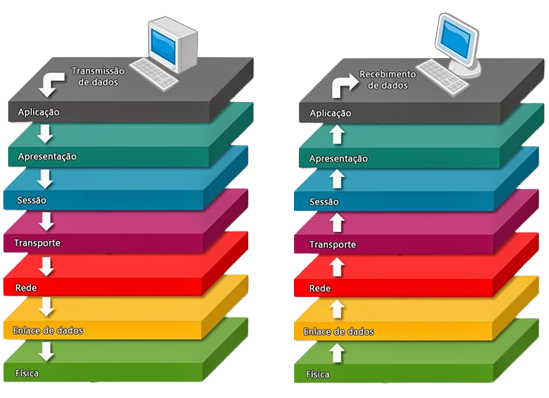 Transmissão
de dados
Aplicação
Apresentação
Sessão
Transporte
Rede
Enlace de dados
Física
Recebimento
de dados
Aplicação
Apresentação
Sessão
Transporte
Rede
Enlace de dados
Física